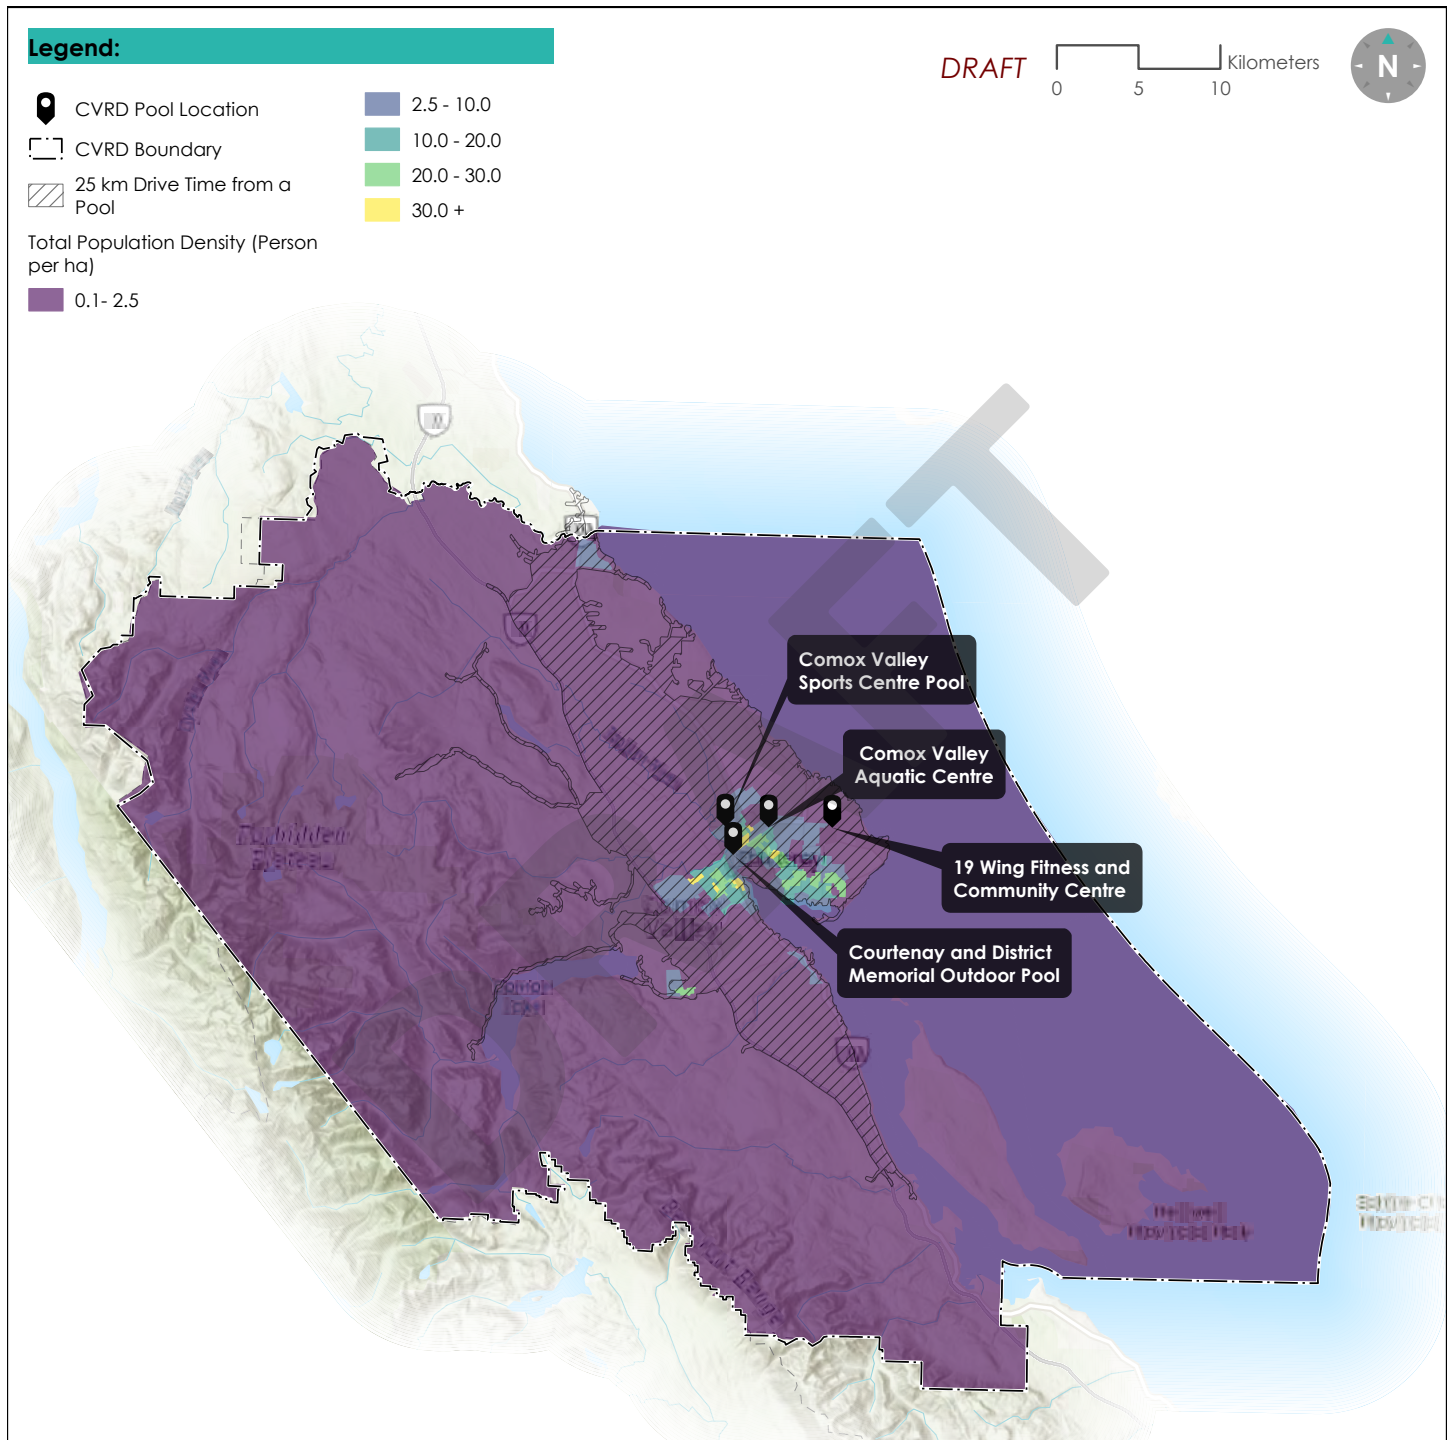 Legend:
CVRD Pool Location
CVRD Boundary
25 km Drive Time from a
Pool
Total Population Density (Person
per ha)
0.1- 2.5
2.5 - 10.0
10.0 - 20.0
20.0 - 30.0
30.0 +
DRAFT
0 5 10
Kilometers
N
Comox Valley
Sports Centre Pool
Comox Valley
Aquatic Centre
19 Wing Fitness and
Community Centre
Courtenay and District
Memorial Outdoor Pool
Forbidden
Plateau
DRAFT